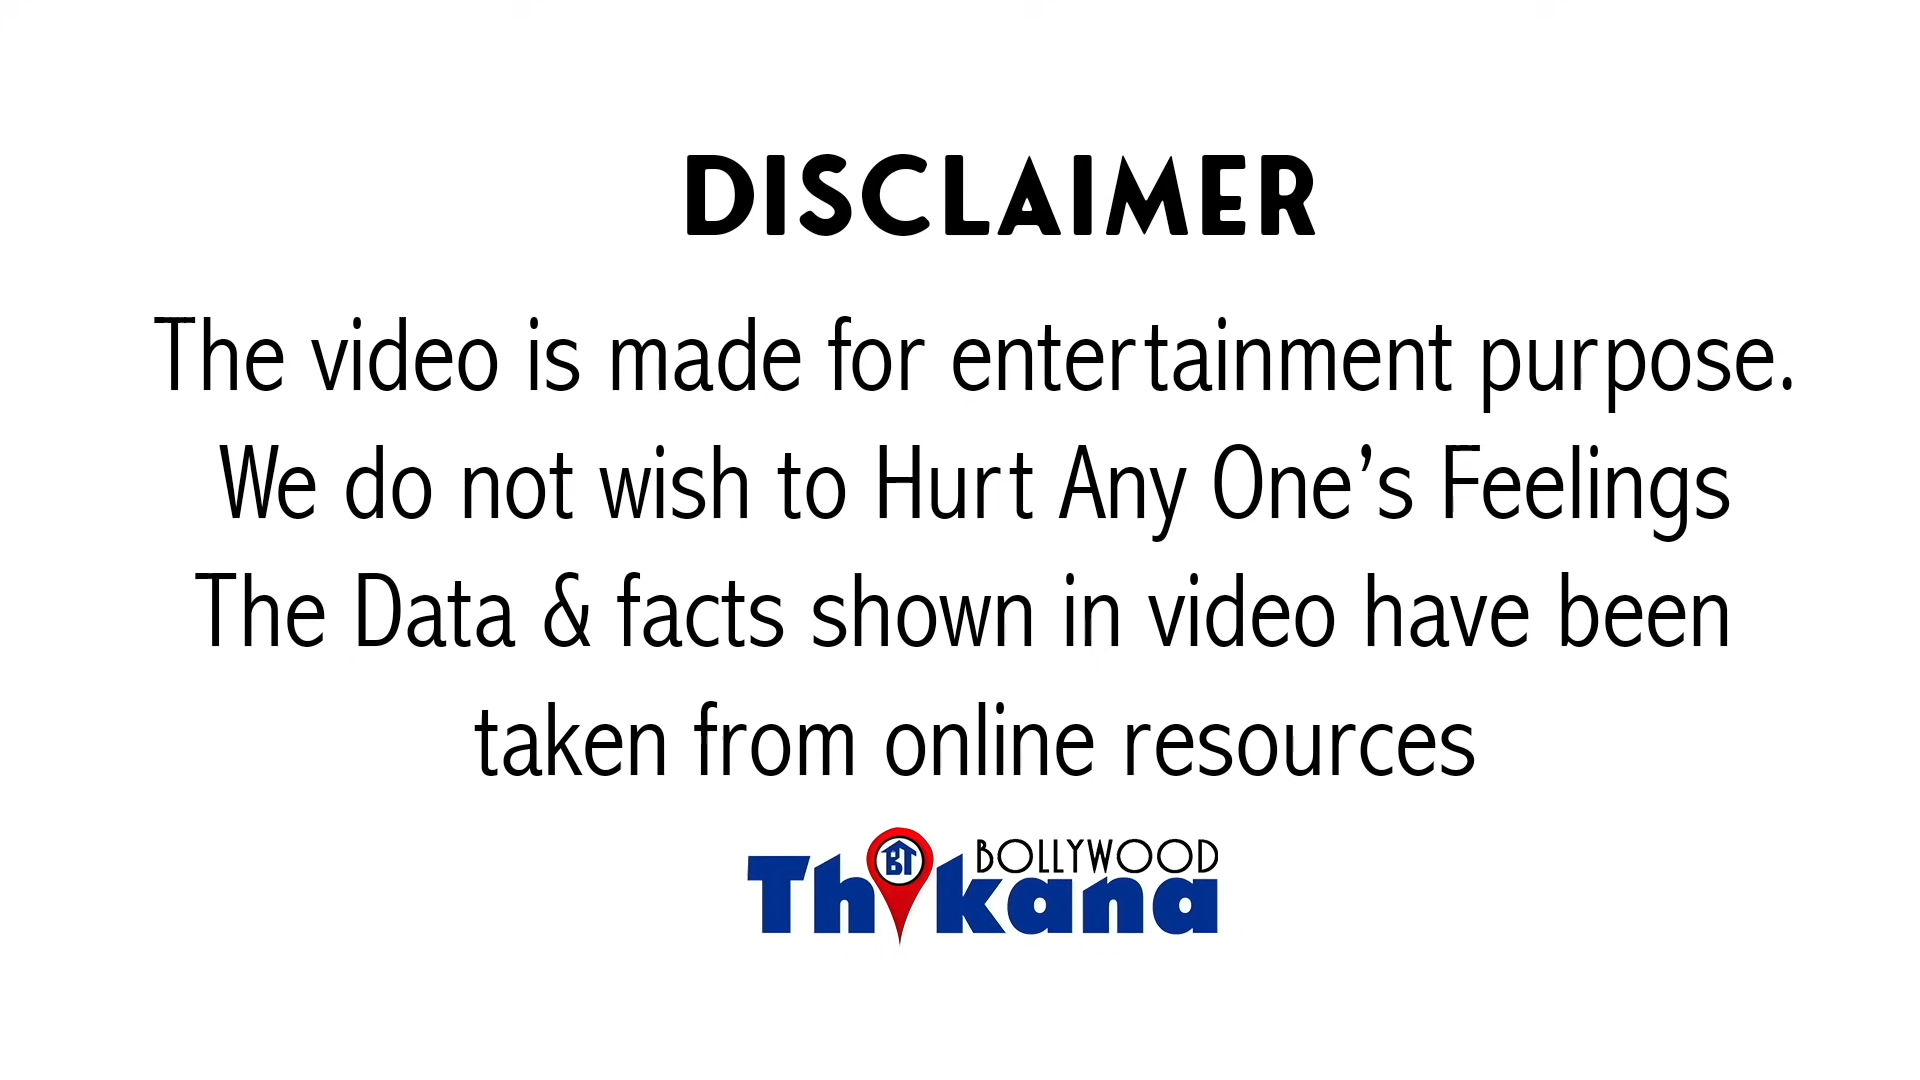 DISCLAIMER
The video is made for entertainment purpose.
We do not wish to Hurt Any One’s Feelings
The Data & facts shown in video have been
taken from online resources
BT BOLLYWOOD
Thikana